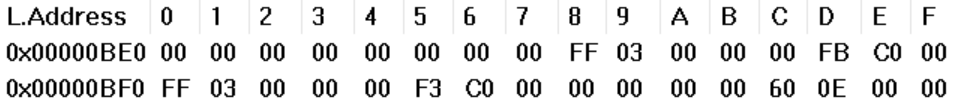 L.Address 0 1 2 3 4 5 6 7 8 9 A B C D E F
0x00000BE0 00 00 00 00 00 00 00 00 FF 03 00 00 00 FB C0 00
0x00000BF0 FF 03 00 00 00 F3 C0 00 00 00 00 00 60 0E 00 00